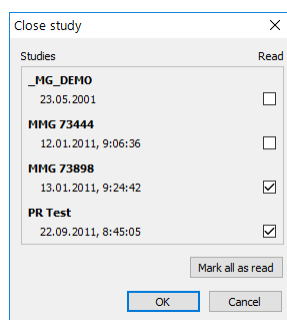 Close study
Studies Read
_MG_DEMO
23.05.2001
MMG 73444
12.01.2011, 9:06:36
MMG 73898
13.01.2011, 9:24:42
PR Test
22.09.2011, 8:45:05
Mark all as read
OK Cancel